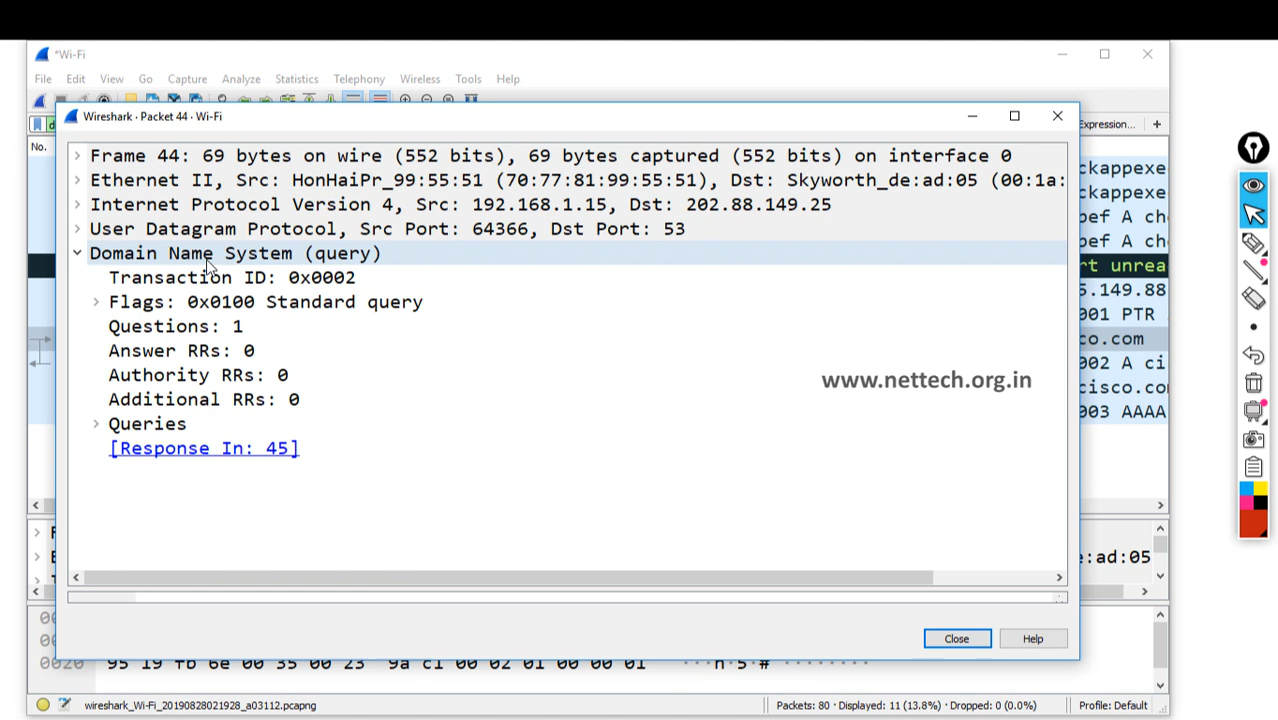 *Wi-Fi
File Edit View Go Capture Analyze Statistics Telephony Wireless Tools Help
Wireshark · Packet 44 · Wi-Fi
Expression... +
No.
Frame 44: 69 bytes on wire (552 bits), 69 bytes captured (552 bits) on interface 0
Ethernet II, Src: HonHaiPr_99:55:51 (70:77:81:99:55:51), Dst: Skyworth_de:ad:05 (00:1a:
Internet Protocol Version 4, Src: 192.168.1.15, Dst: 202.88.149.25
User Datagram Protocol, Src Port: 64366, Dst Port: 53
Domain Name System (query)
Transaction ID: 0x0002
Flags: 0x0100 Standard query
Questions: 1
Answer RRs: 0
Authority RRs: 0
Additional RRs: 0
Queries
[Response In: 45]
ckappexe
ckappexe
pef A ch
pef A ch
rt unrea
5.149.88
001 PTR
co.com
002 A ci
cisco.co
003 AAAA
www.nettech.org.in
e:ad:05
Close Help
0020 95 19 fb 6e 00 35 00 23 9a c1 00 02 01 00 00 01 ···n·5·# ········
wireshark_Wi-Fi_20190828021928_a03112.pcapng
Packets: 80 · Displayed: 11 (13.8%) · Dropped: 0 (0.0%)
Profile: Default